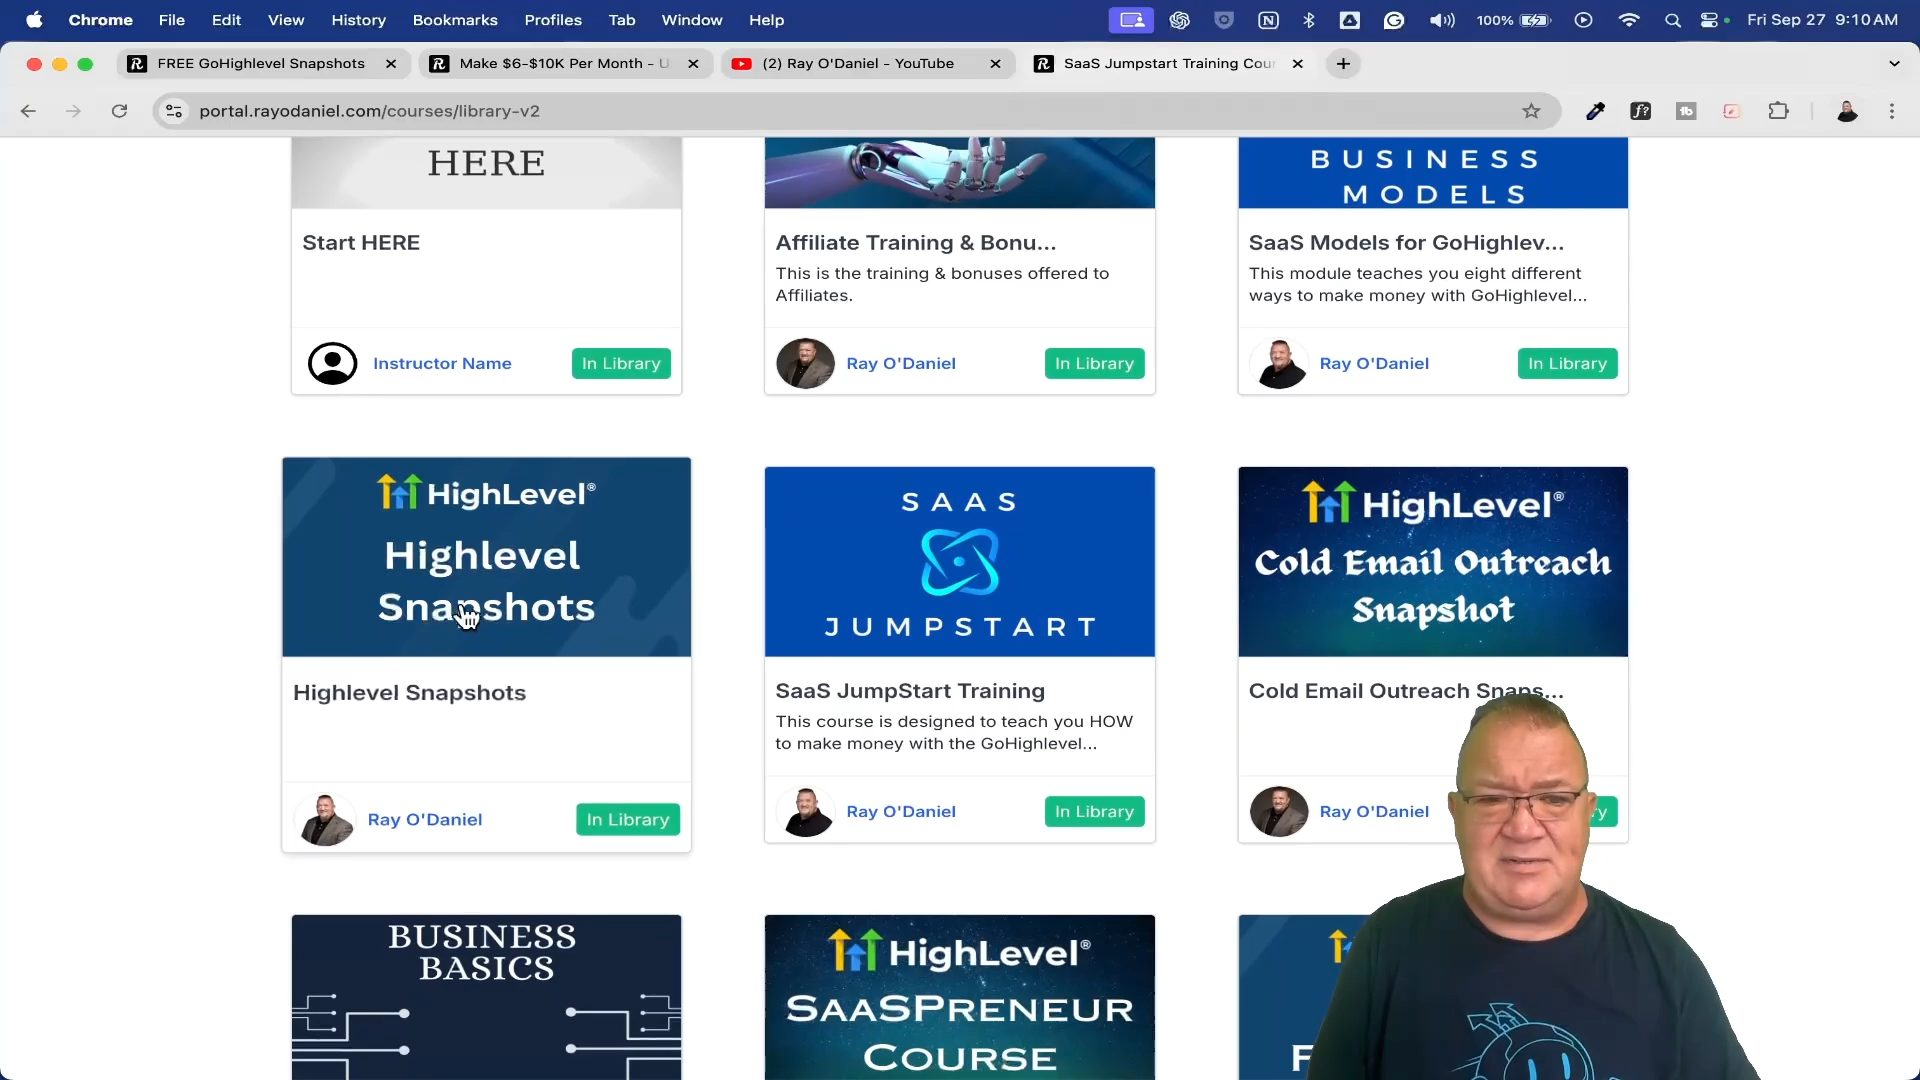 Chrome File Edit View History Bookmarks Profiles Tab Window Help 100% Fri Sep 27 9:10 AM
FREE GoHighlevel Snapshots
Make $6-$10K Per Month - U
(2) Ray O'Daniel - YouTube
SaaS Jumpstart Training Cou
portal.rayodaniel.com/courses/library-v2
HERE
Start HERE
Instructor Name
In Library
Affiliate Training & Bonu...
This is the training & bonuses offered to
Affiliates.
Ray O'Daniel
In Library
BUSINESS
MODELS
SaaS Models for GoHighlev...
This module teaches you eight different
ways to make money with GoHighlevel...
Ray O'Daniel
In Library
HighLevel®
Highlevel
Snapshots
Highlevel Snapshots
Ray O'Daniel
In Library
SAAS
JUMPSTART
SaaS JumpStart Training
This course is designed to teach you HOW
to make money with the GoHighlevel...
Ray O'Daniel
In Library
HighLevel®
Cold Email Outreach
Snapshot
Cold Email Outreach Snaps...
Ray O'Daniel
BUSINESS
BASICS
HighLevel®
SAASPRENEUR
COURSE